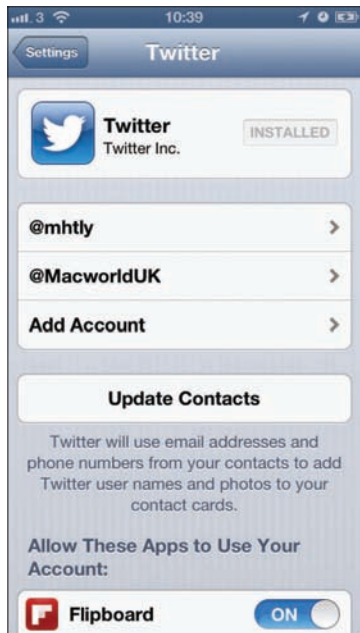 3 10:39
Settings Twitter
Twitter
Twitter Inc.
INSTALLED
@mhtly
@MacworldUK
Add Account
Update Contacts
Twitter will use email addresses and
phone numbers from your contacts to add
Twitter user names and photos to your
contact cards.
Allow These Apps to Use Your
Account:
Flipboard ON